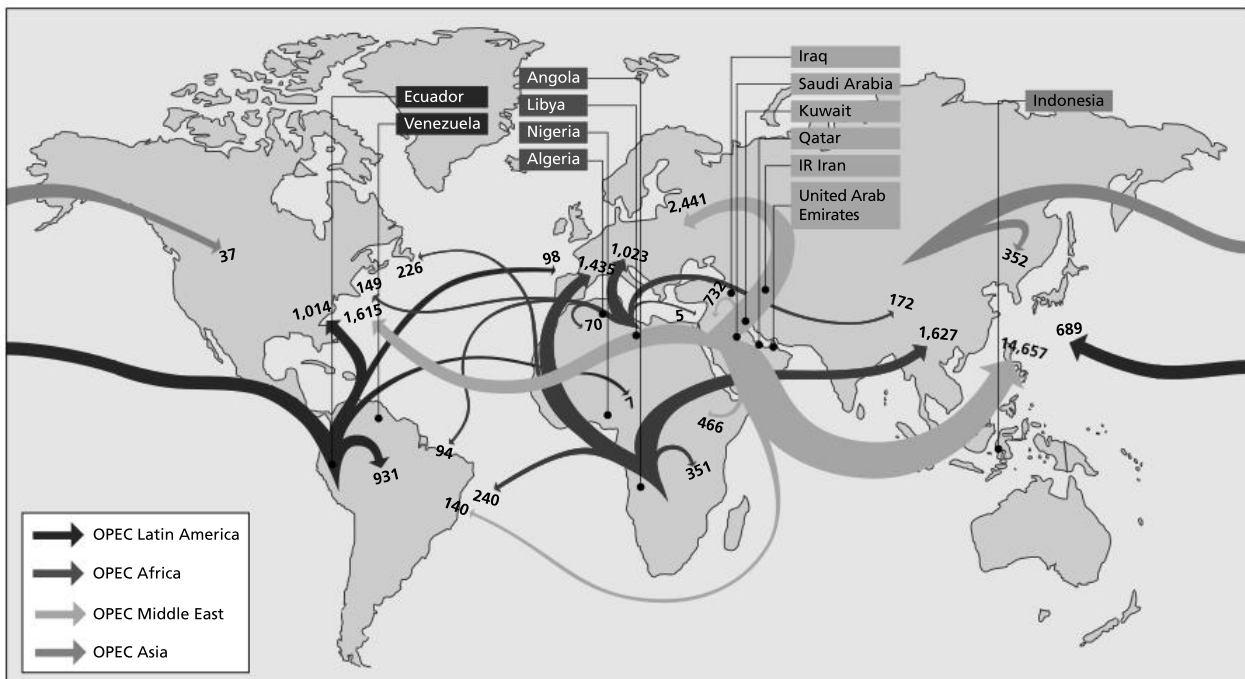 Ecuador
Venezuela
Angola
Libya
Nigeria
Algeria
Iraq
Saudi Arabia
Kuwait
Qatar
IR Iran
United Arab
Emirates
Indonesia
37
226
149
1,014
1,615
98
1,435
1,023
2,441
732
70
5
172
352
1,627
14,657
689
7
94
931
466
351
240
140
OPEC Latin America
OPEC Africa
OPEC Middle East
OPEC Asia